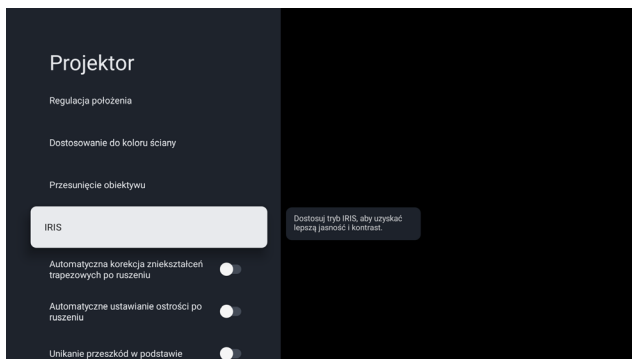 Projektor
Regulacja położenia
Dostosowanie do koloru ściany
Przesunięcie obiektywu
IRIS
Dostosuj tryb IRIS, aby uzyskać
lepszą jasność i kontrast.
Automatyczna korekcja zniekształceń
trapezowych po ruszeniu
Automatyczne ustawianie ostrości po
ruszeniu
Unikanie przeszkód w podstawie